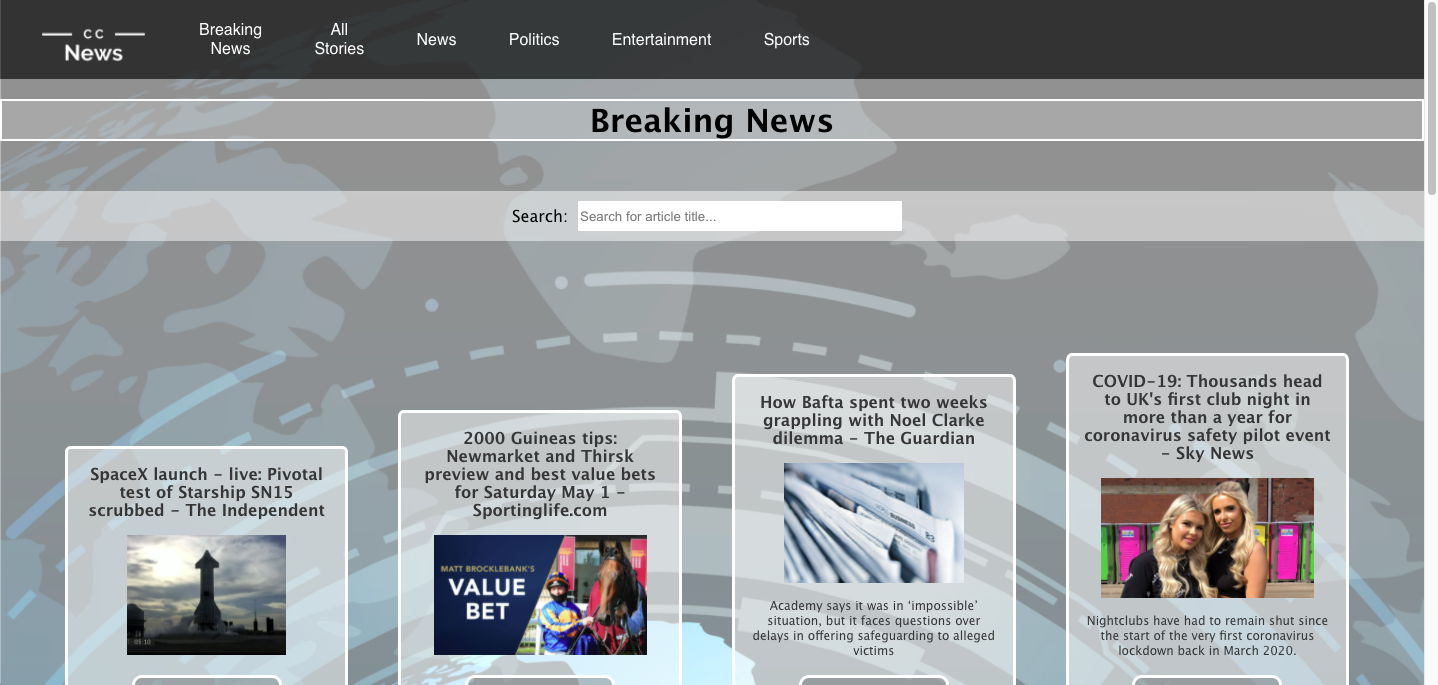 CC
News
Breaking
News
All
Stories
News
Politics
Entertainment
Sports
Breaking News
Search:
Search for article title...
SpaceX launch - live: Pivotal
test of Starship SN15
scrubbed - The Independent
03:10
2000 Guineas tips:
Newmarket and Thirsk
preview and best value bets
for Saturday May 1 -
Sportinglife.com
MATT BROCKLEBANK'S
VALUE
BET
How Bafta spent two weeks
grappling with Noel Clarke
dilemma - The Guardian
BUSINESS
23
Academy says it was in ‘impossible’
situation, but it faces questions over
delays in offering safeguarding to alleged
victims
COVID-19: Thousands head
to UK's first club night in
more than a year for
coronavirus safety pilot event
- Sky News
Nightclubs have had to remain shut since
the start of the very first coronavirus
lockdown back in March 2020.